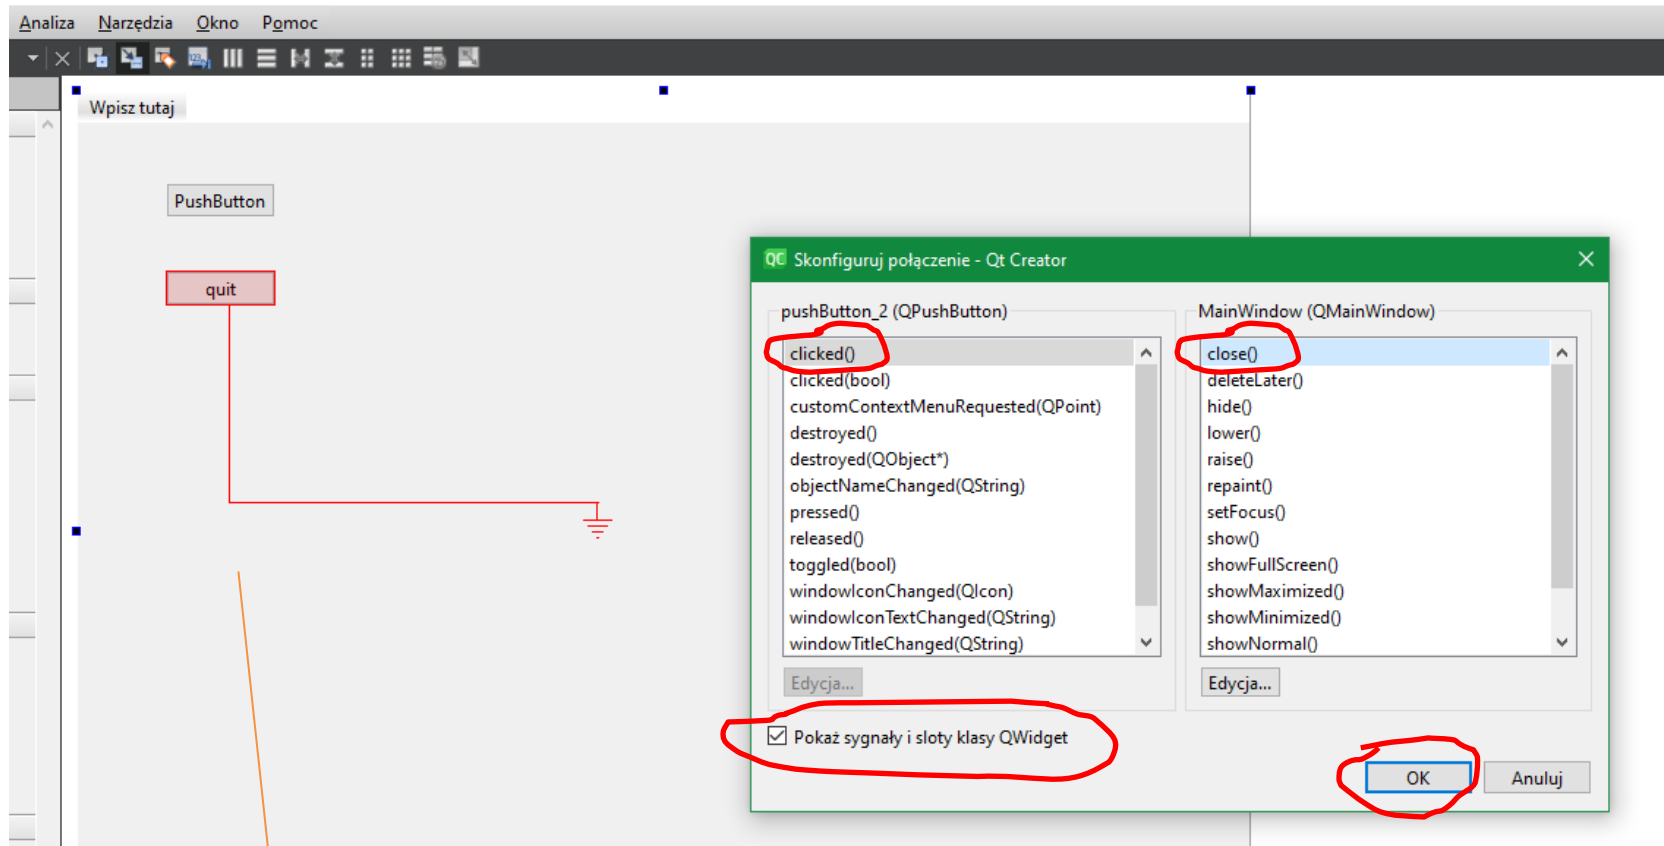 Analiza Narzędzia Okno Pomoc
Wpisz tutaj
PushButton
quit
QC Skonfiguruj połączenie - Qt Creator
pushButton_2 (QPushButton)
clicked()
clicked(bool)
customContextMenuRequested(QPoint)
destroyed()
destroyed(QObject*)
objectNameChanged(QString)
pressed()
released()
toggled(bool)
windowIconChanged(QIcon)
windowIconTextChanged(QString)
windowTitleChanged(QString)
Edycja...
MainWindow (QMainWindow)
close()
deleteLater()
hide()
lower()
raise()
repaint()
setFocus()
show()
showFullScreen()
showMaximized()
showMinimized()
showNormal()
Edycja...
Pokaż sygnały i sloty klasy QWidget
OK Anuluj